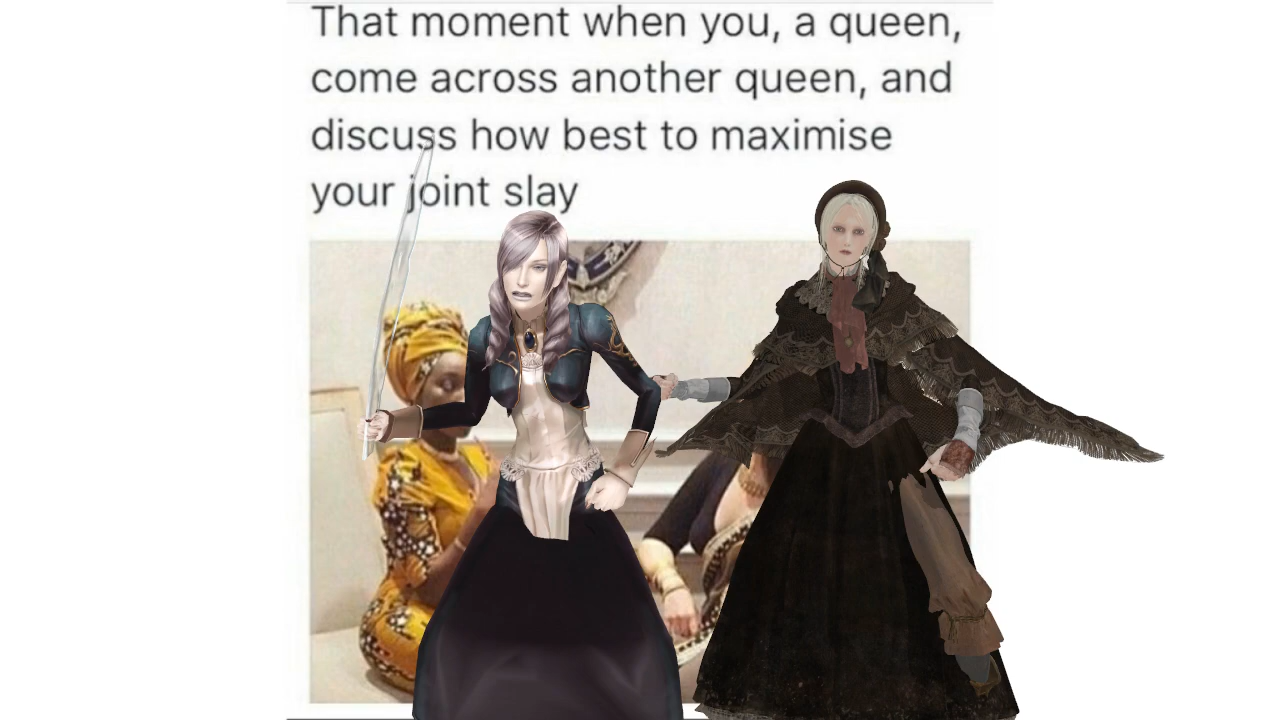 That moment when you, a queen,
come across another queen, and
discuss how best to maximise
your joint slay